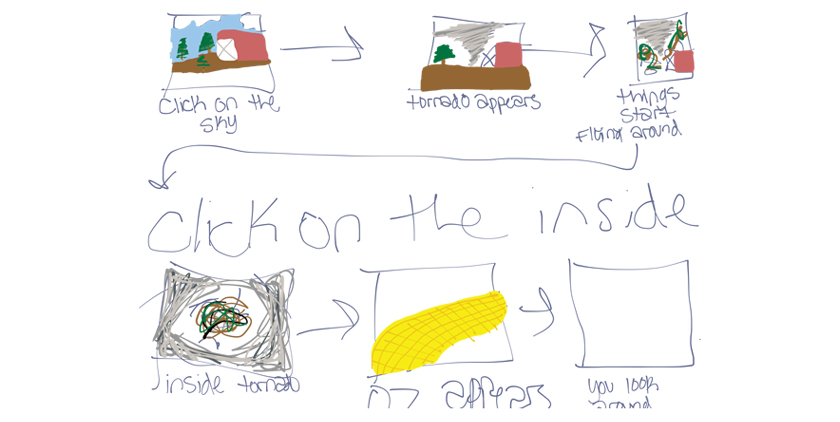 Click on the
sky
tornado appears
things
start
flying around
click on the inside
inside tornado
OZ appears
you look
around